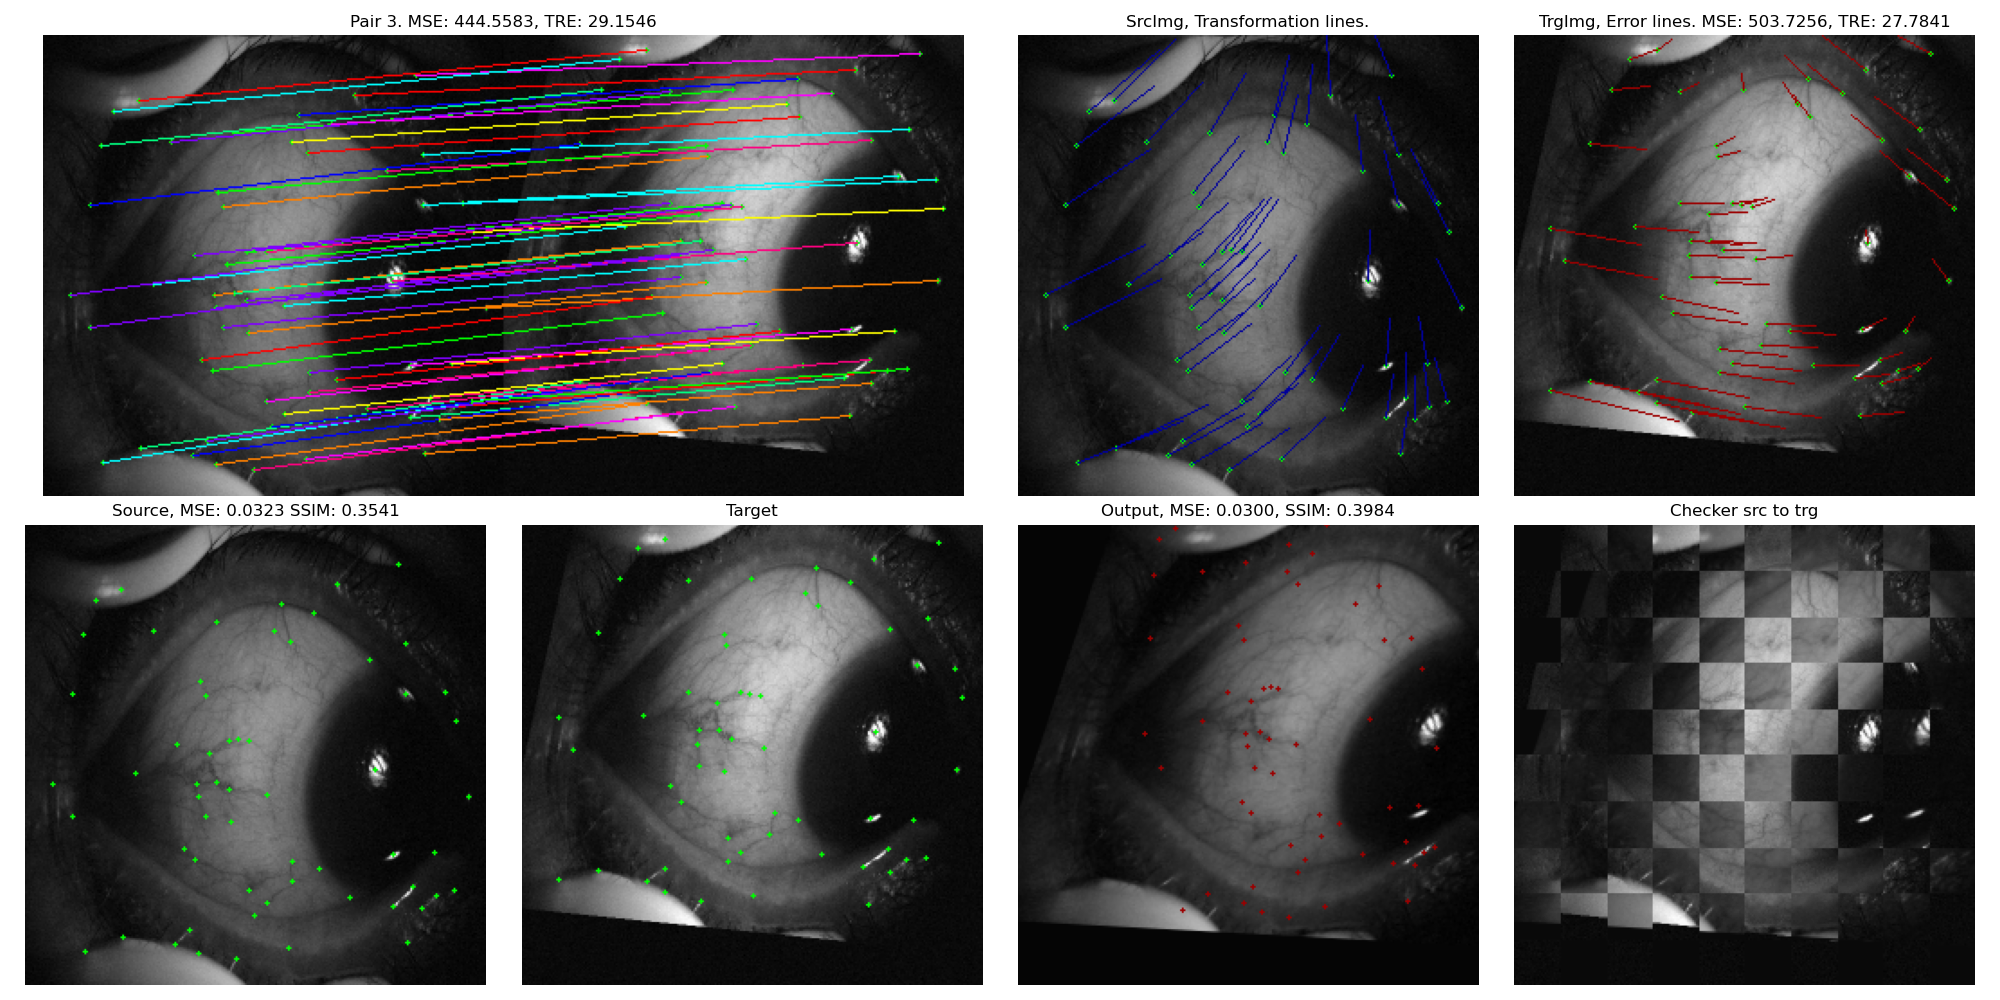 Pair 3. MSE: 444.5583, TRE: 29.1546
SrcImg, Transformation lines.
TrgImg, Error lines. MSE: 503.7256, TRE: 27.7841
Source, MSE: 0.0323 SSIM: 0.3541
Target
Output, MSE: 0.0300, SSIM: 0.3984
Checker src to trg